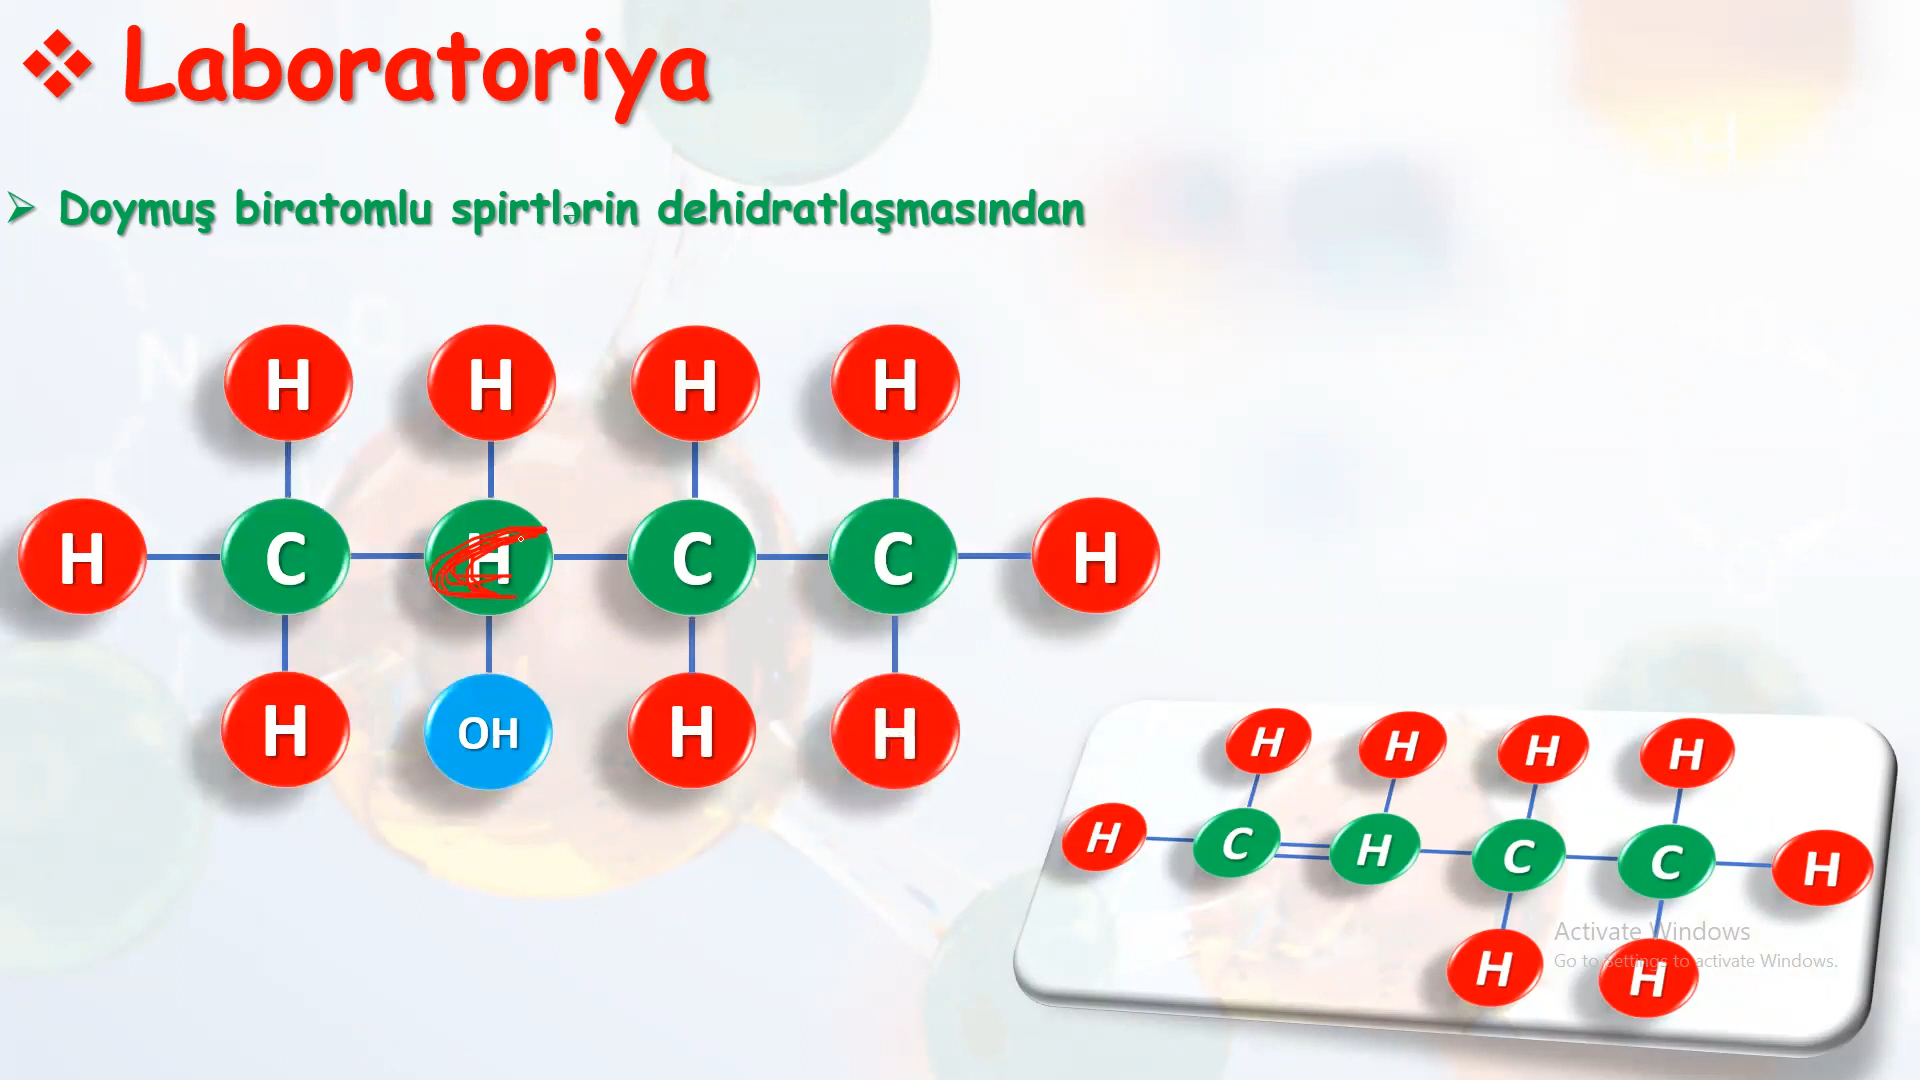 Laboratoriya
Doymuş biratomlu spirtlərin dehidratlaşmasından
H H H H
H C H C C H
H OH H H
H H H H
H C H C C H
H H
Activate Windows
Go to Settings to activate Windows.